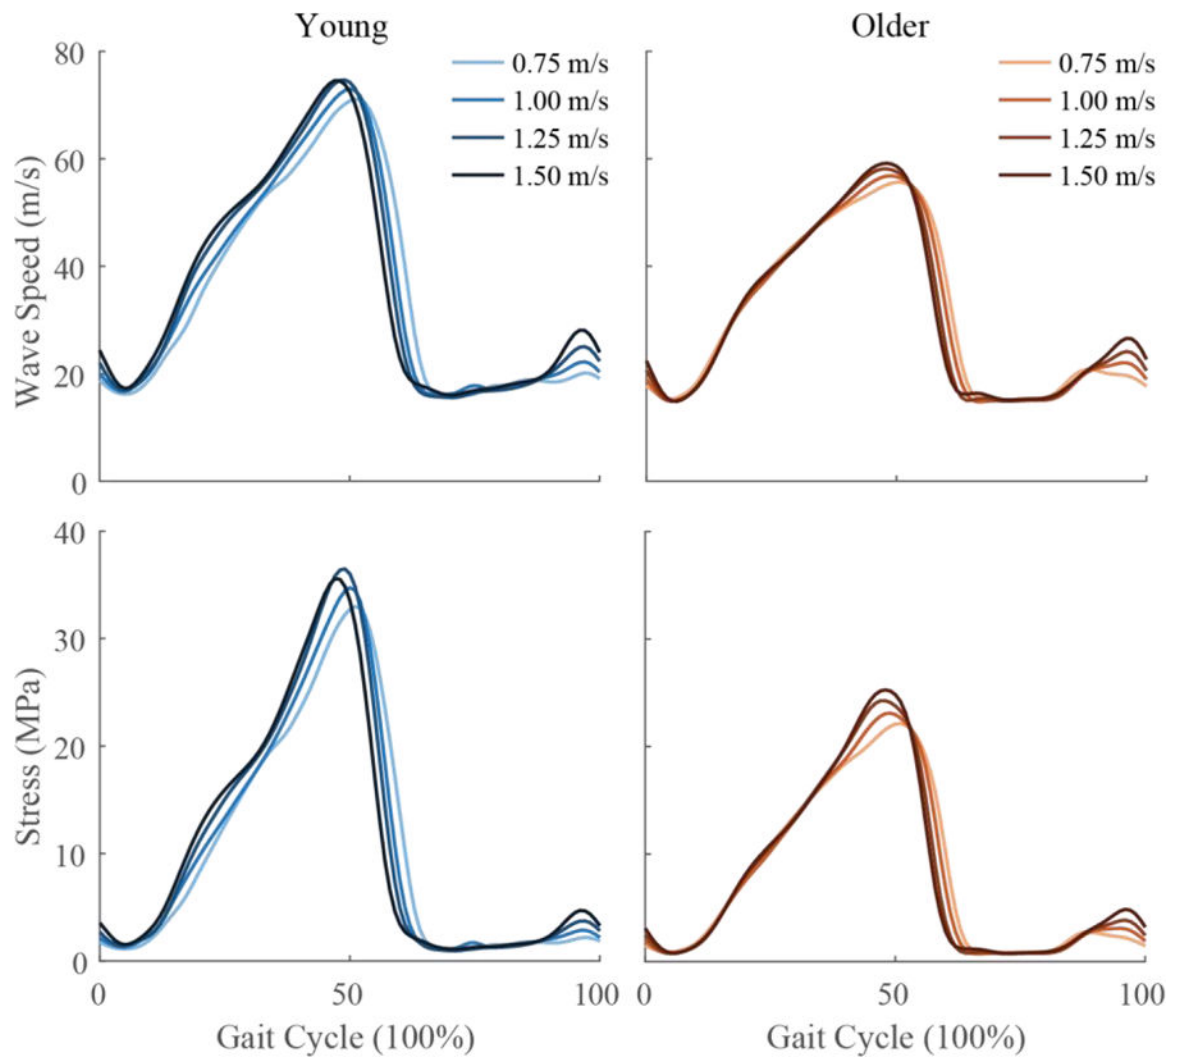 Young
Older
80
60
40
20
0
Wave Speed (m/s)
0.75 m/s
1.00 m/s
1.25 m/s
1.50 m/s
0.75 m/s
1.00 m/s
1.25 m/s
1.50 m/s
40
30
20
10
0
Stress (MPa)
0
50
100
0
50
100
Gait Cycle (100%)
Gait Cycle (100%)